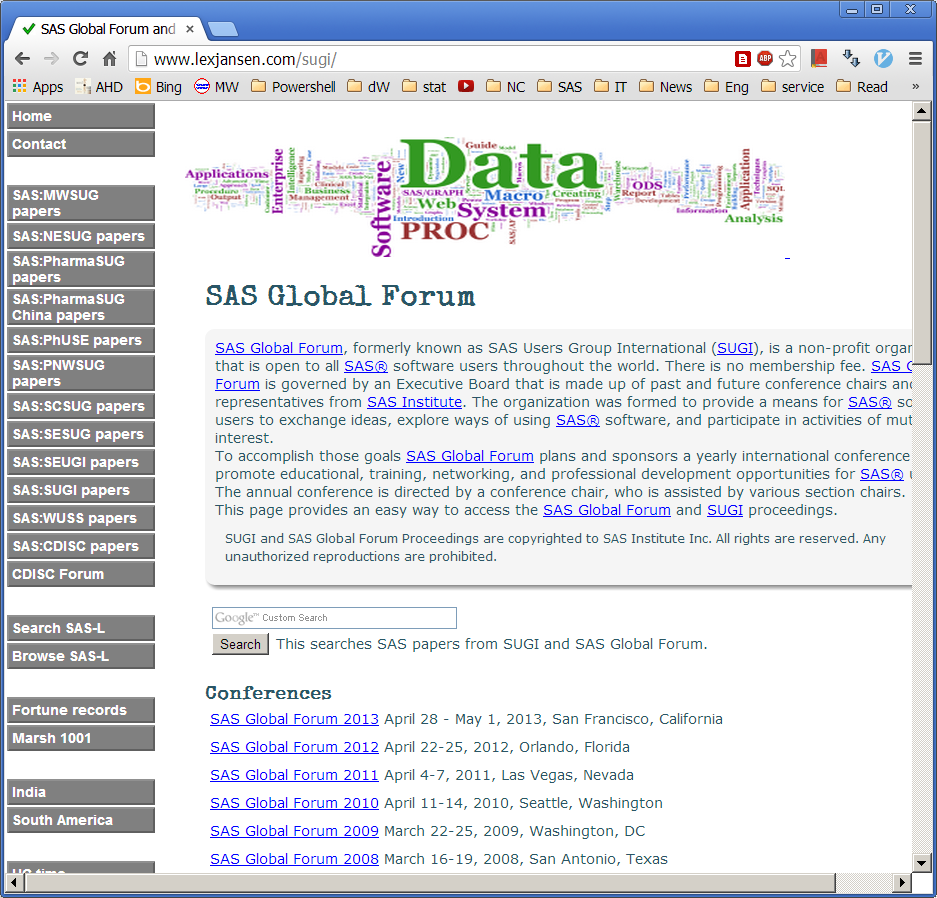 SAS Global Forum and
www.lexjansen.com/sugi/
ABP
Apps AHD Bing MW Powershell dW stat NC SAS IT News Eng service Read »
Home
Contact
SAS:MWSUG
papers
SAS:NESUG papers
SAS:PharmaSUG
papers
SAS:PharmaSUG
China papers
SAS:PhUSE papers
SAS:PNWSUG
papers
SAS:SCSUG papers
SAS:SESUG papers
SAS:SEUGI papers
SAS:SUGI papers
SAS:WUSS papers
SAS:CDISC papers
CDISC Forum
Search SAS-L
Browse SAS-L
Fortune records
Marsh 1001
India
South America
Applications
Procedure
Output
Enterprise
Intelligence
Clinical
Business
Management
Software
New
Data
Guide
SAS/GRAPH
Macro
Macros
Web
System
Introduction
PROC
SAS/AF
Creating
ODS
Report
Development
Information
Application
Techniques
SQL
Analysis
SAS Global Forum
SAS Global Forum, formerly known as SAS Users Group International (SUGI), is a non-profit organ
that is open to all SAS® software users throughout the world. There is no membership fee. SAS G
Forum is governed by an Executive Board that is made up of past and future conference chairs and
representatives from SAS Institute. The organization was formed to provide a means for SAS® so
users to exchange ideas, explore ways of using SAS® software, and participate in activities of mut
interest.
To accomplish those goals SAS Global Forum plans and sponsors a yearly international conference
promote educational, training, networking, and professional development opportunities for SAS® u
The annual conference is directed by a conference chair, who is assisted by various section chairs.
This page provides an easy way to access the SAS Global Forum and SUGI proceedings.
SUGI and SAS Global Forum Proceedings are copyrighted to SAS Institute Inc. All rights are reserved. Any
unauthorized reproductions are prohibited.
Google™ Custom Search
Search This searches SAS papers from SUGI and SAS Global Forum.
Conferences
SAS Global Forum 2013 April 28 - May 1, 2013, San Francisco, California
SAS Global Forum 2012 April 22-25, 2012, Orlando, Florida
SAS Global Forum 2011 April 4-7, 2011, Las Vegas, Nevada
SAS Global Forum 2010 April 11-14, 2010, Seattle, Washington
SAS Global Forum 2009 March 22-25, 2009, Washington, DC
SAS Global Forum 2008 March 16-19, 2008, San Antonio, Texas